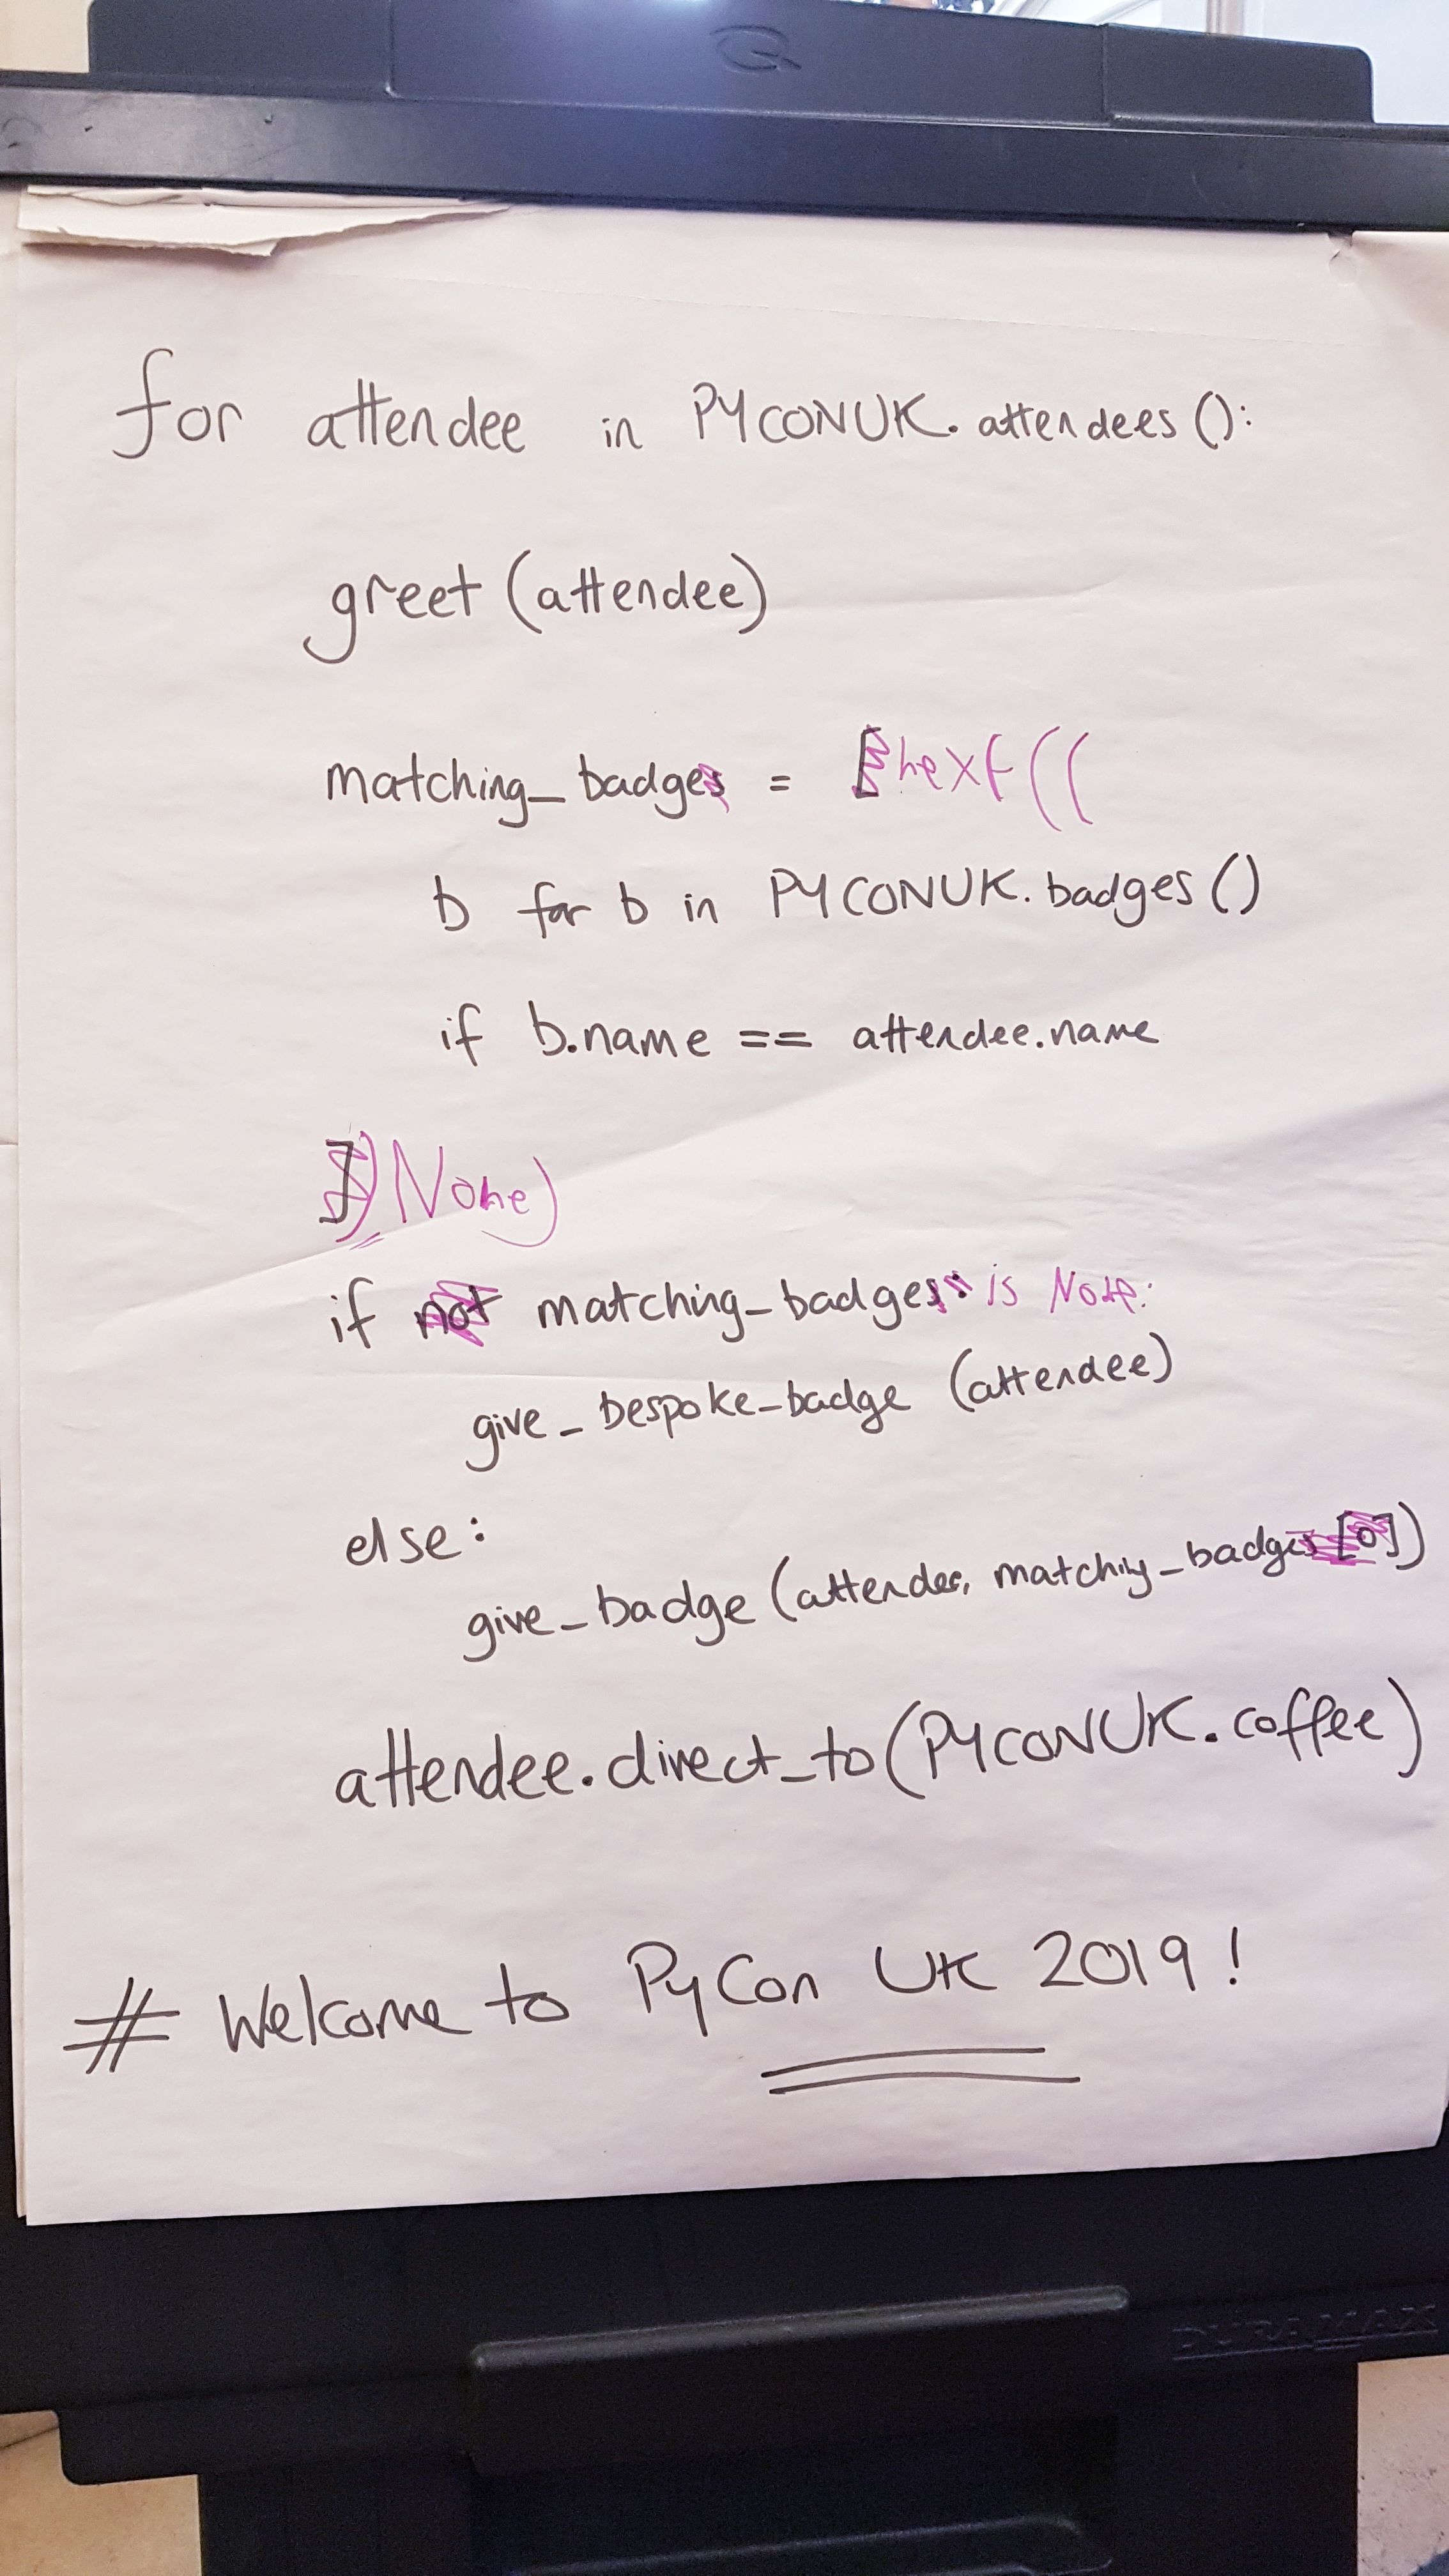 for attendee in PYCONUK.attendees():
greet (attendee)
matching_badge = next((
b for b in PYCONUK.badges()
if b.name == attendee.name
) None)
if matching_badge is None:
give_bespoke_badge (attendee)
else:
give_badge (attendee, matching_badge)
attendee.direct_to(PYCONUK.coffee)
# Welcome to PyCon UK 2019!
DURAMAX